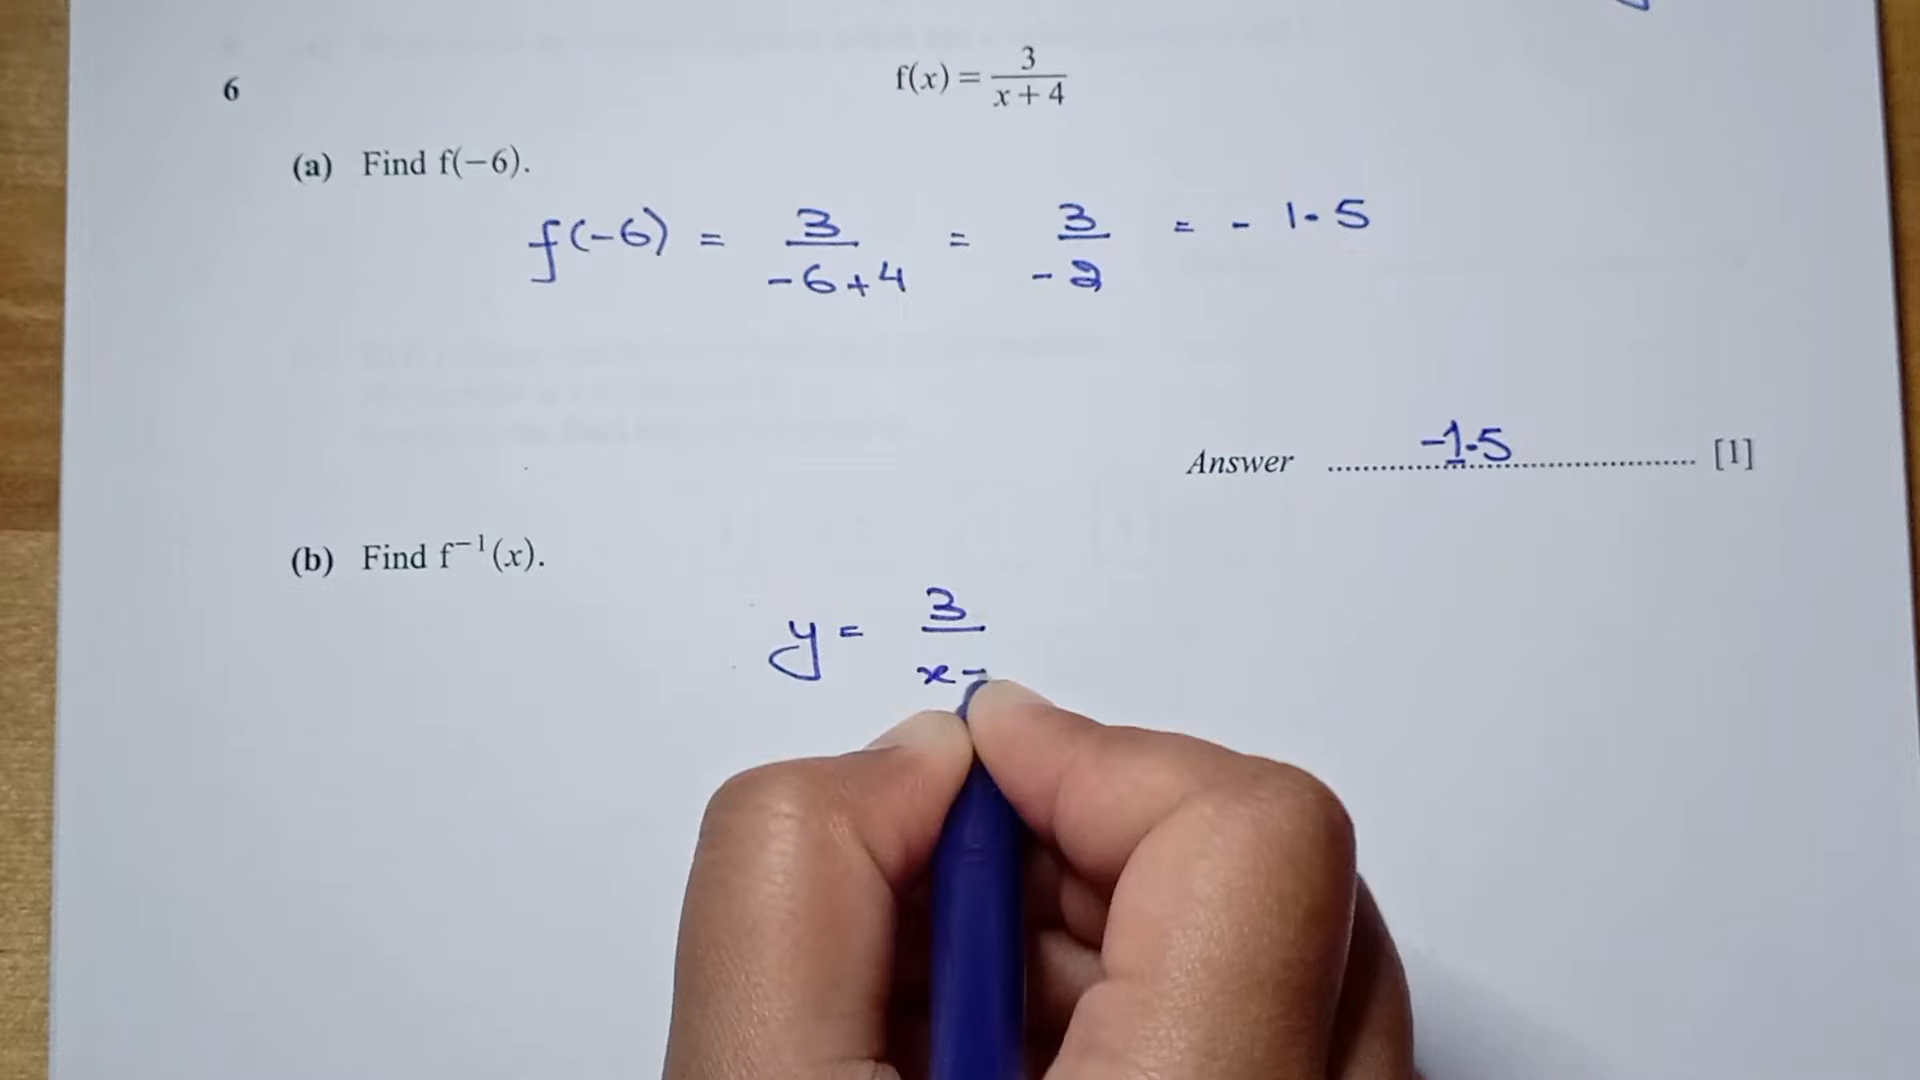 6 f(x) = 3/(x + 4)
(a) Find f(−6).
f(-6) = 3/(-6+4) = 3/(-2) = - 1.5
Answer -1.5 [1]
(b) Find f⁻¹(x).
y = 3/x